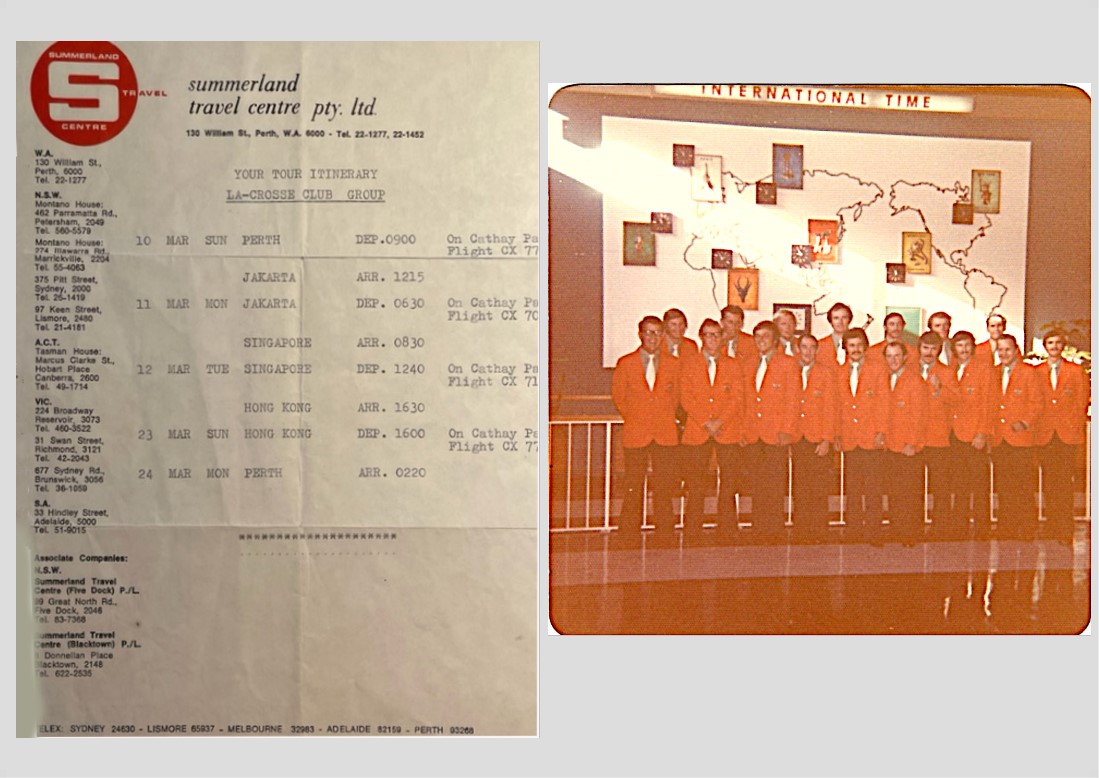 SUMMERLAND
TRAVEL
CENTRE
summerland
travel centre pty. ltd.
130 William St., Perth, W.A. 6000 - Tel. 22-1277, 22-1452
W.A.
130 William St.,
Perth, 6000
Tel. 22-1277
N.S.W.
Montano House:
462 Parramatta Rd.,
Petersham, 2049
Tel. 560-5579
Montano House:
274 Illawarra Rd.,
Marrickville, 2204
Tel. 55-4063
375 Pitt Street,
Sydney, 2000
Tel. 26-1419
97 Keen Street,
Lismore, 2480
Tel. 21-4181
A.C.T.
Tasman House:
Marcus Clarke St.,
Hobart Place
Canberra, 2600
Tel. 49-1714
VIC.
224 Broadway
Reservoir, 3073
Tel. 460-3522
31 Swan Street,
Richmond, 3121
Tel. 42-2043
677 Sydney Rd.,
Brunswick, 3056
Tel. 36-1059
S.A.
33 Hindley Street,
Adelaide, 5000
Tel. 51-9015
Associate Companies:
N.S.W.
Summerland Travel
Centre (Five Dock) P./L.
Great North Rd.,
Five Dock, 2046
Tel. 83-7368
Summerland Travel
Centre (Blacktown) P./L.
Donnellan Place
Blacktown, 2148
Tel. 622-2535
YOUR TOUR ITINERARY
LA-CROSSE CLUB GROUP
10 MAR SUN PERTH DEP.0900 On Cathay Pa
Flight CX 77
JAKARTA ARR. 1215
11 MAR MON JAKARTA DEP. 0630 On Cathay Pa
Flight CX 70
SINGAPORE ARR. 0830
12 MAR TUE SINGAPORE DEP. 1240 On Cathay Pa
Flight CX 71
HONG KONG ARR. 1630
23 MAR SUN HONG KONG DEP. 1600 On Cathay Pa
Flight CX 77
24 MAR MON PERTH ARR. 0220
ELEX: SYDNEY 24630 - LISMORE 65937 - MELBOURNE 32983 - ADELAIDE 82159 - PERTH 93268
INTERNATIONAL TIME